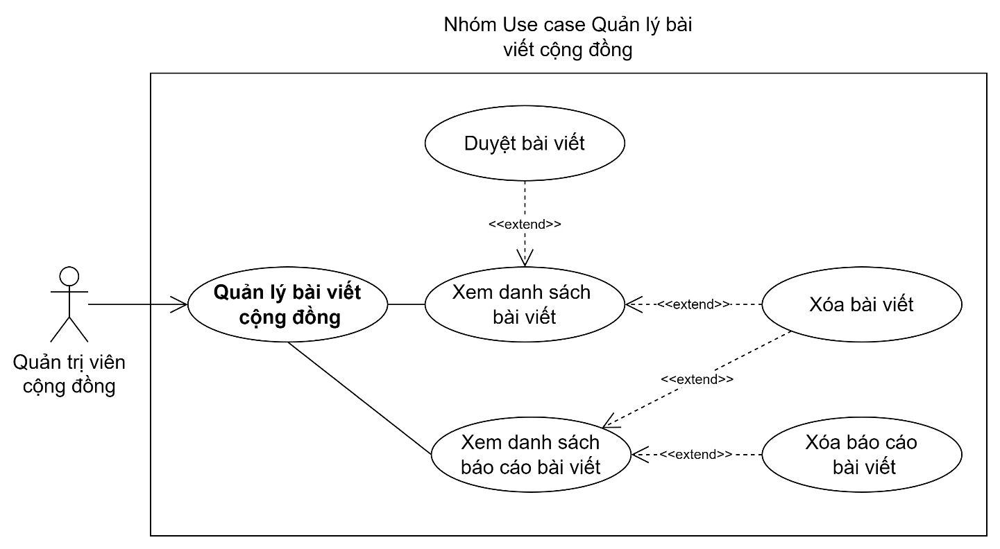 Nhóm Use case Quản lý bài
viết cộng đồng
Duyệt bài viết
<<extend>>
Quản lý bài viết
cộng đồng
Xem danh sách
bài viết
<<extend>>
Xóa bài viết
Quản trị viên
cộng đồng
<<extend>>
Xem danh sách
báo cáo bài viết
<<extend>>
Xóa báo cáo
bài viết